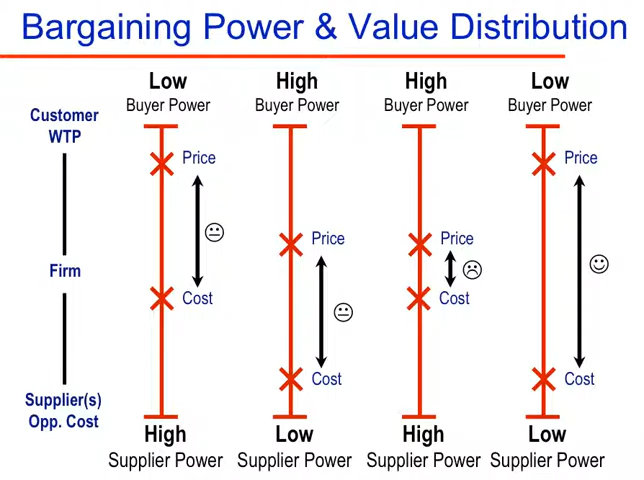 Bargaining Power & Value Distribution
Low
Buyer Power
High
Buyer Power
High
Buyer Power
Low
Buyer Power
Customer
WTP
Firm
Supplier(s)
Opp. Cost
Price
Cost
Price
Cost
Price
Cost
Price
Cost
High
Supplier Power
Low
Supplier Power
High
Supplier Power
Low
Supplier Power